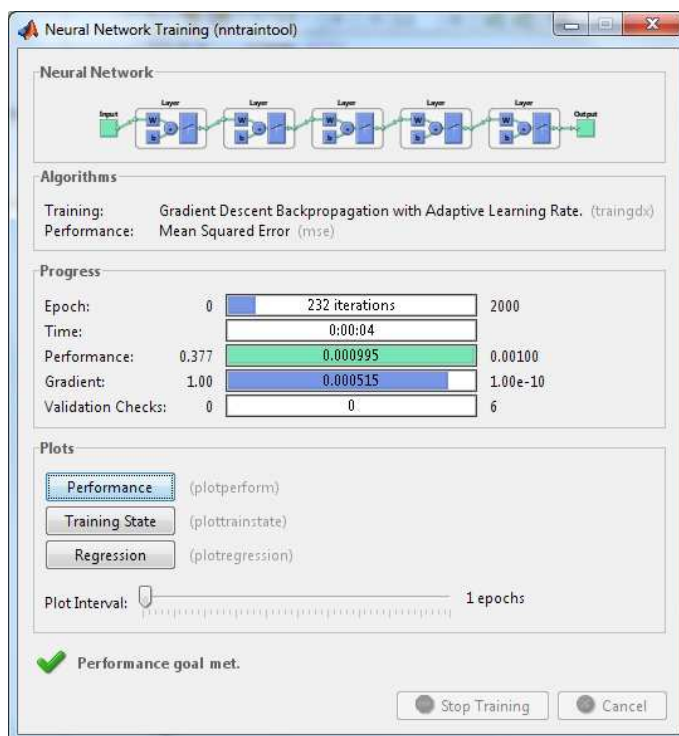 Neural Network Training (nntraintool)
Neural Network
Layer Layer Layer Layer Layer
Input Output
W W W W W
b b b b b
Algorithms
Training: Gradient Descent Backpropagation with Adaptive Learning Rate. (traingdx)
Performance: Mean Squared Error (mse)
Progress
Epoch: 0 232 iterations 2000
Time: 0:00:04
Performance: 0.377 0.000995 0.00100
Gradient: 1.00 0.000515 1.00e-10
Validation Checks: 0 0 6
Plots
Performance (plotperform)
Training State (plottrainstate)
Regression (plotregression)
Plot Interval: 1 epochs
Performance goal met.
Stop Training Cancel